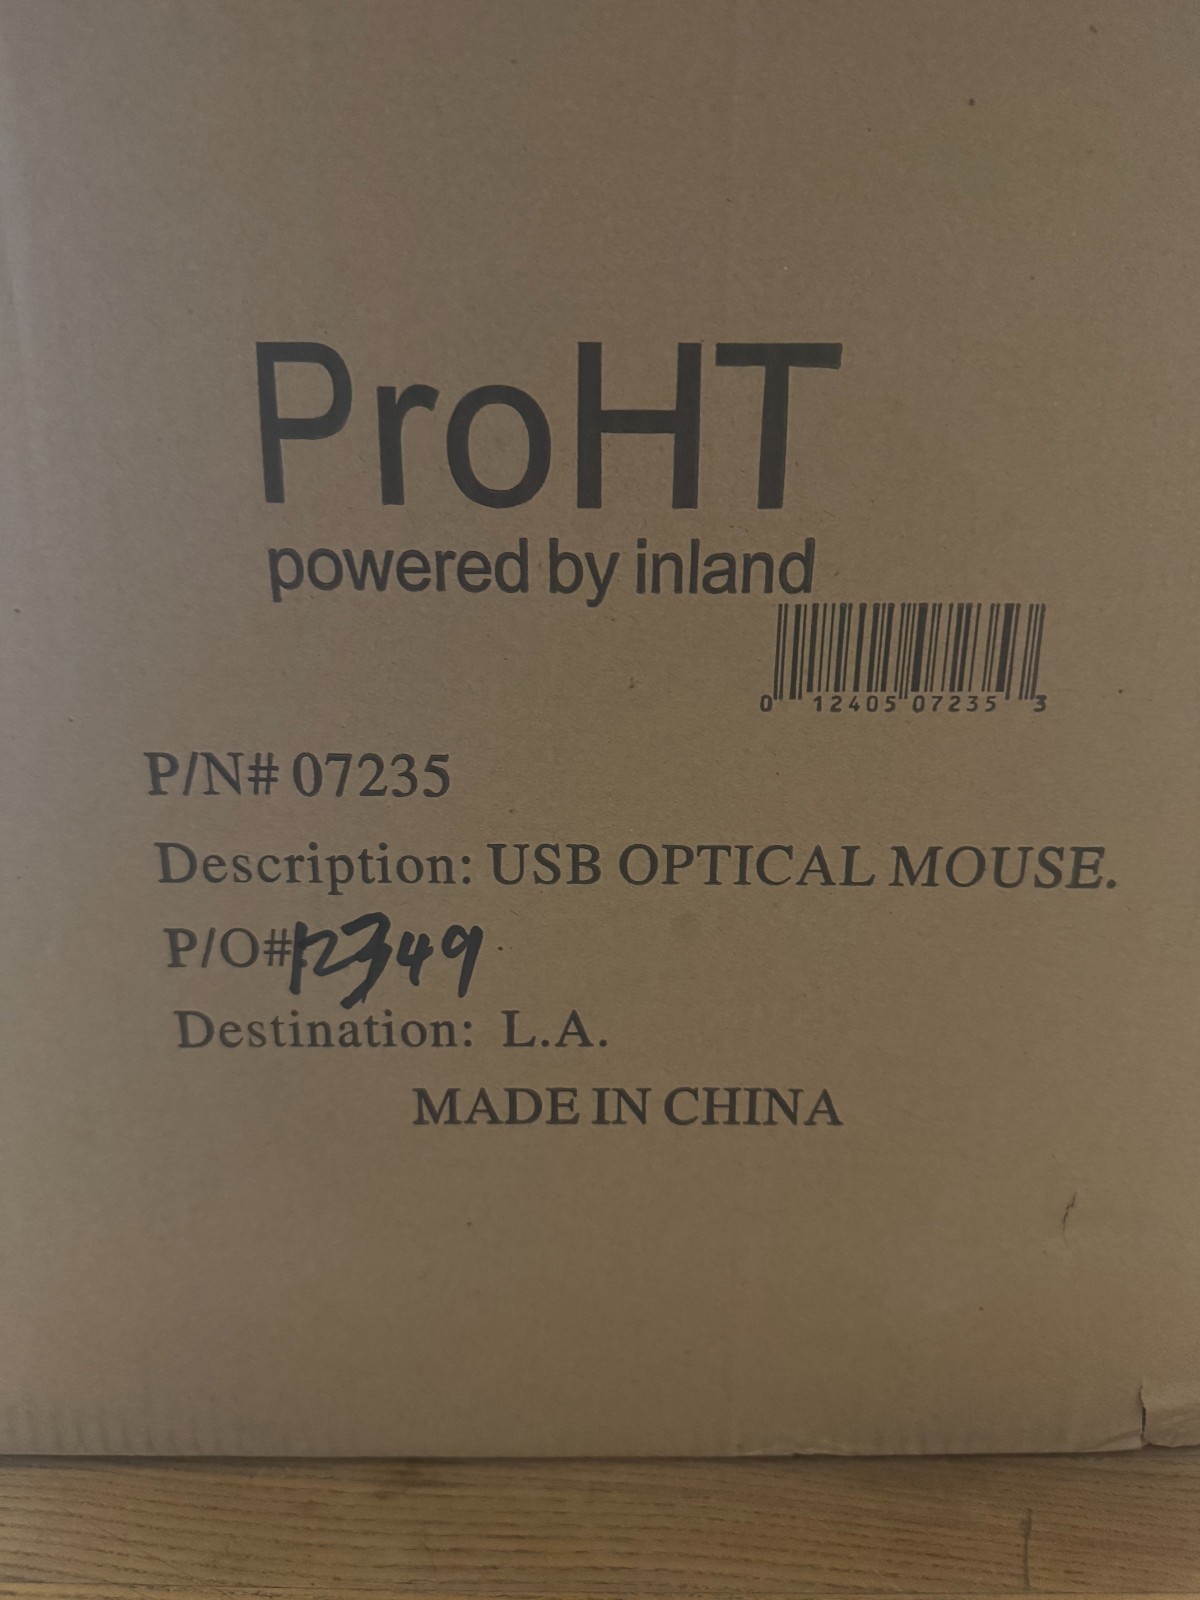 ProHT
powered by inland
0 12405 07235 3
P/N# 07235
Description: USB OPTICAL MOUSE.
P/O#: 12349
Destination: L.A.
MADE IN CHINA